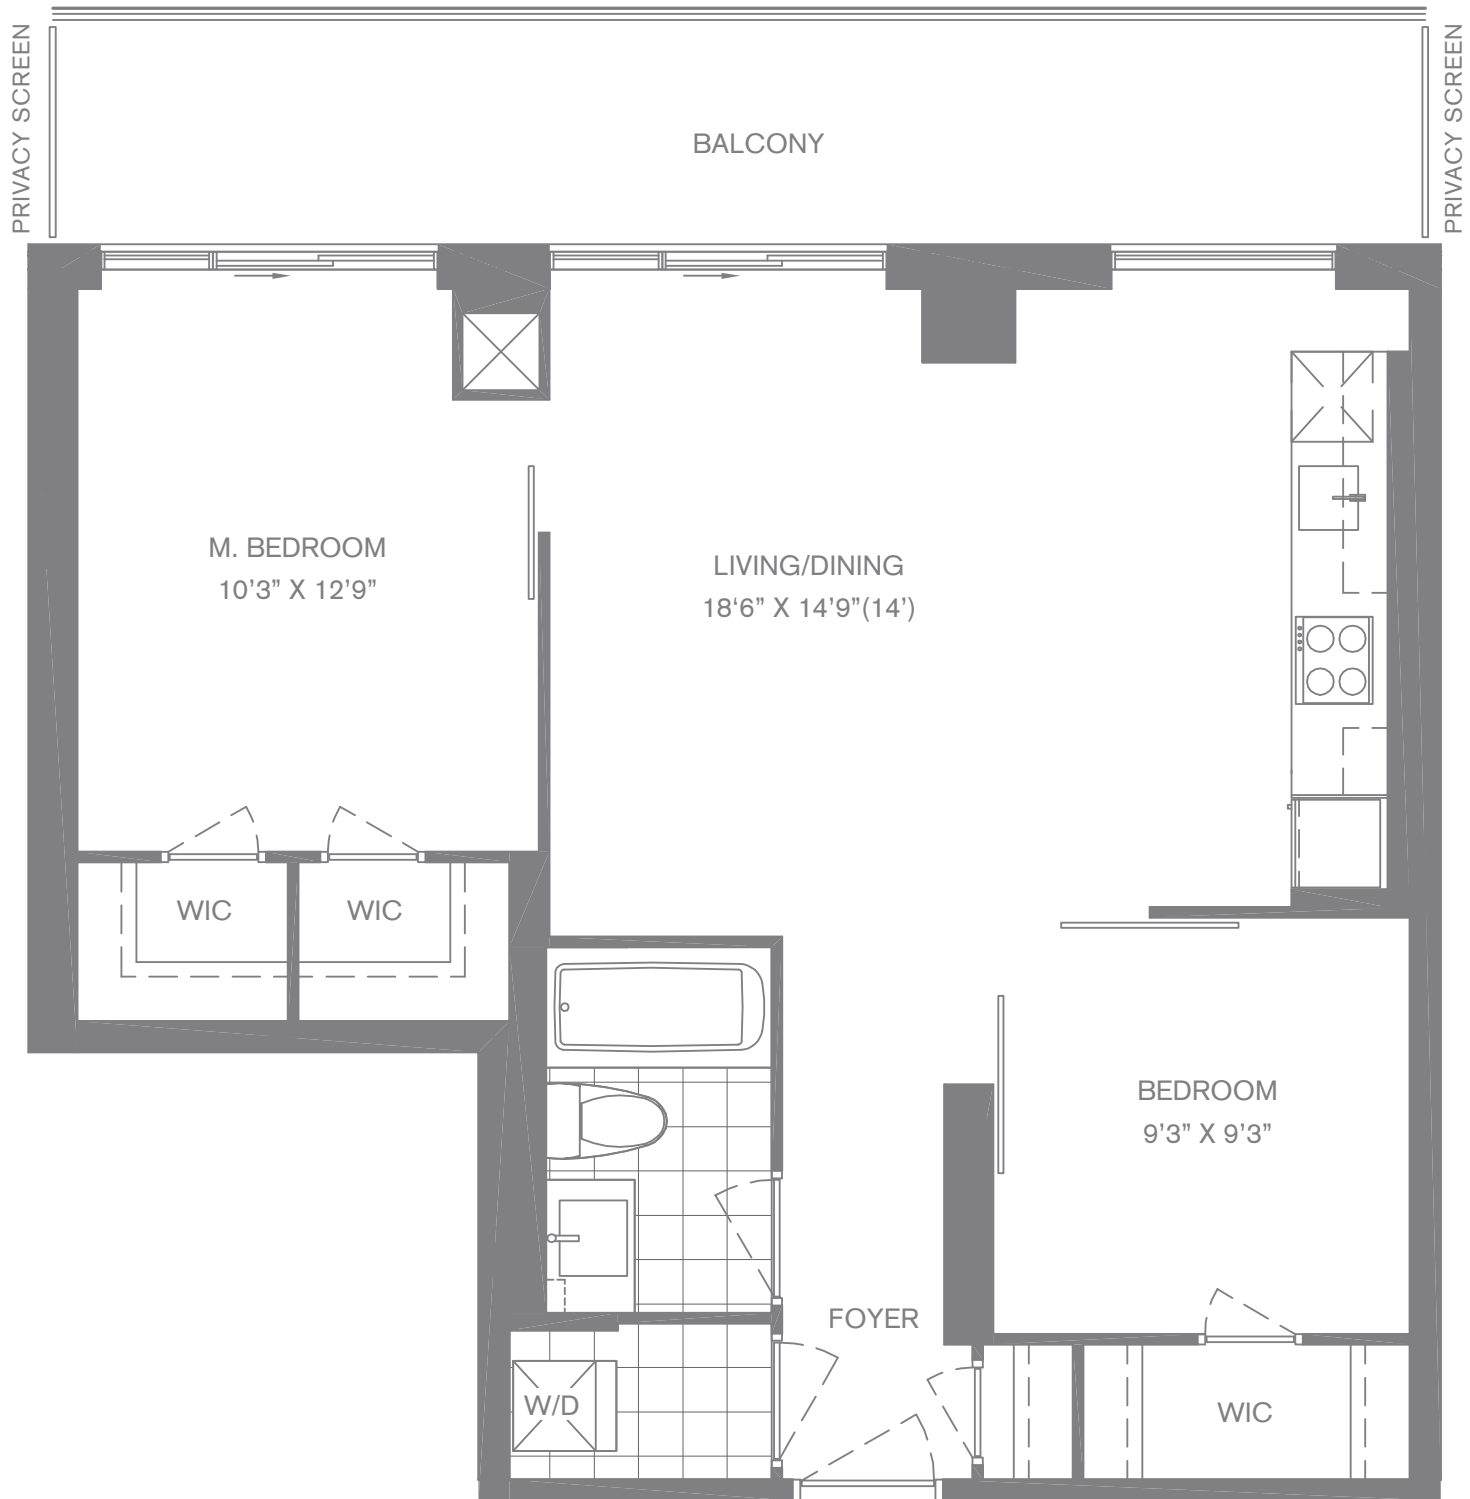 PRIVACY SCREEN
PRIVACY SCREEN
BALCONY
M. BEDROOM
10’3” X 12’9”
LIVING/DINING
18‘6” X 14’9”(14’)
WIC
WIC
BEDROOM
9’3” X 9’3”
FOYER
W/D
WIC